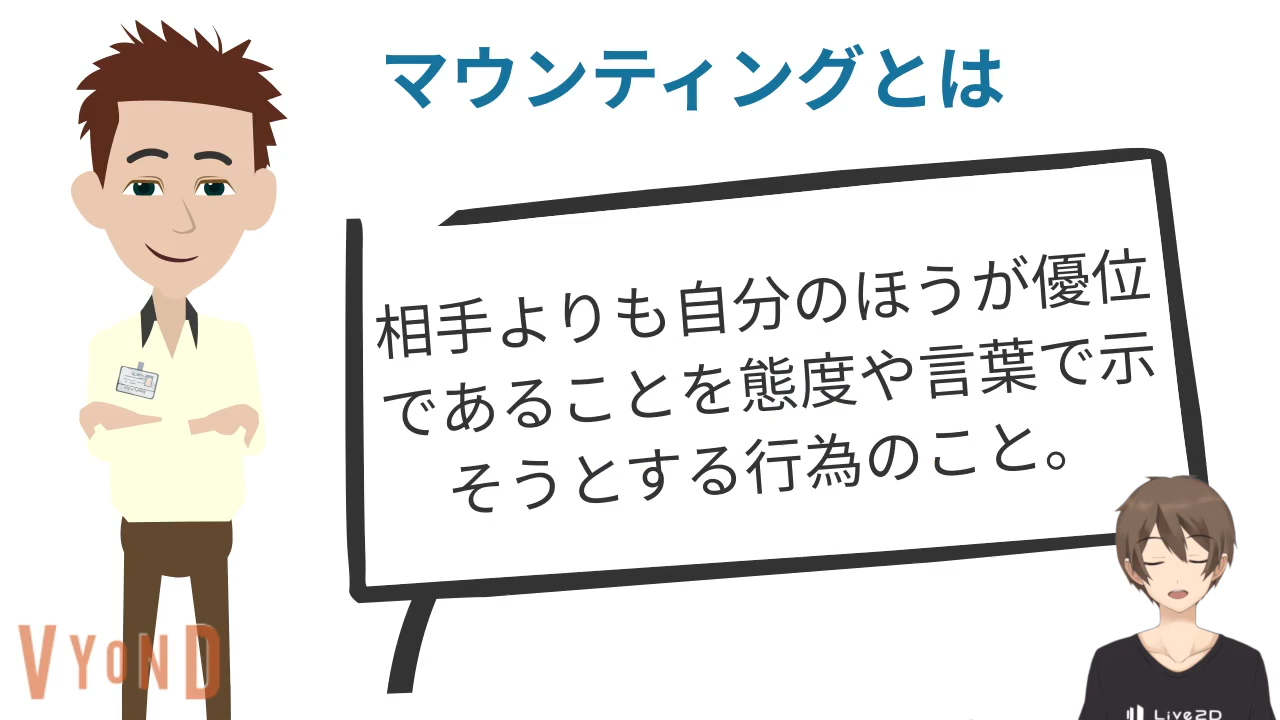 マウンティングとは
相手よりも自分のほうが優位
であることを態度や言葉で示
そうとする行為のこと。
VYOND
Live2D